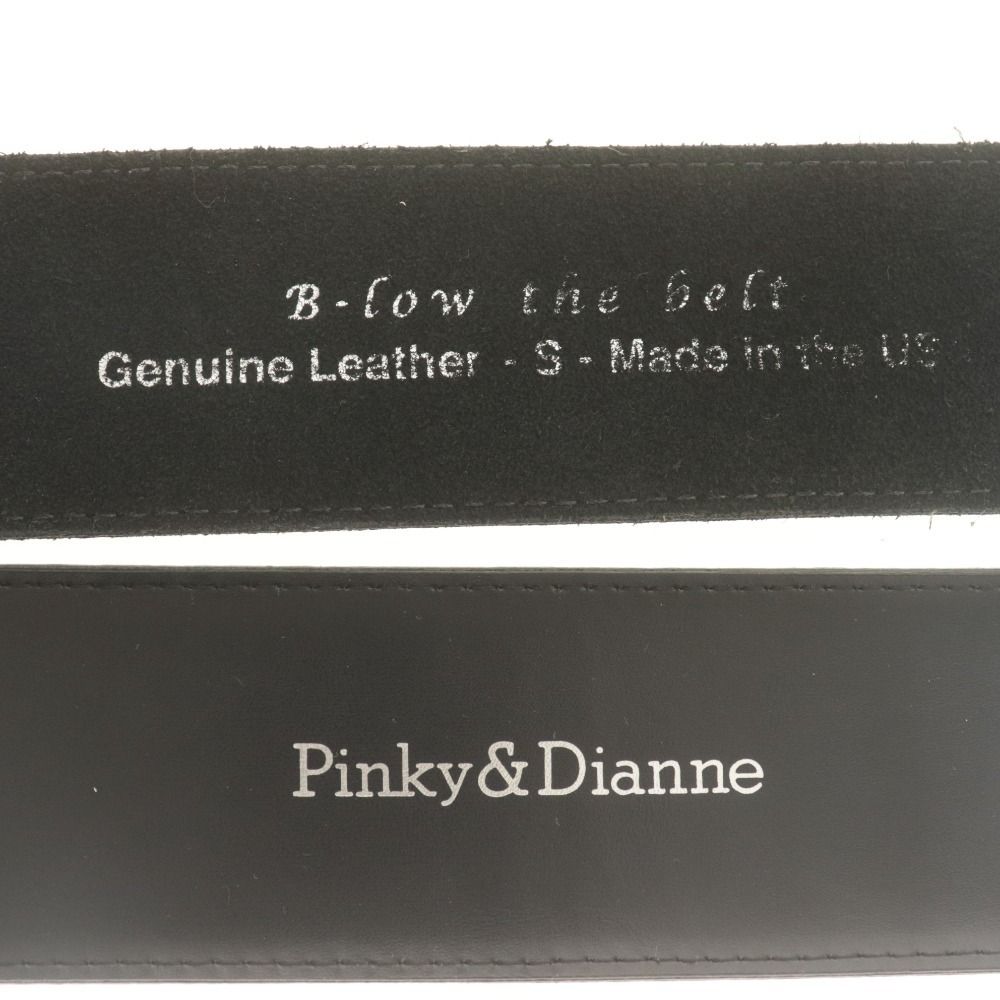 B-low the belt
Genuine Leather - S - Made in the US
Pinky&Dianne